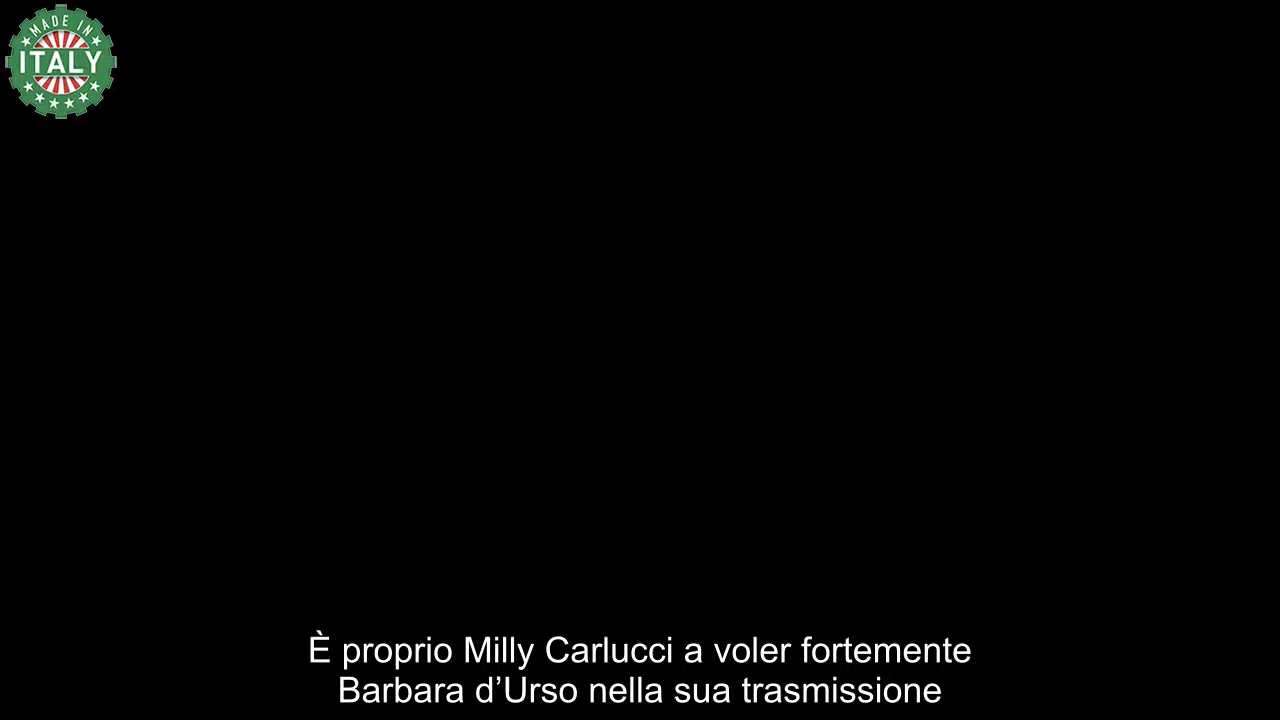 MADE IN
ITALY
È proprio Milly Carlucci a voler fortemente
Barbara d’Urso nella sua trasmissione